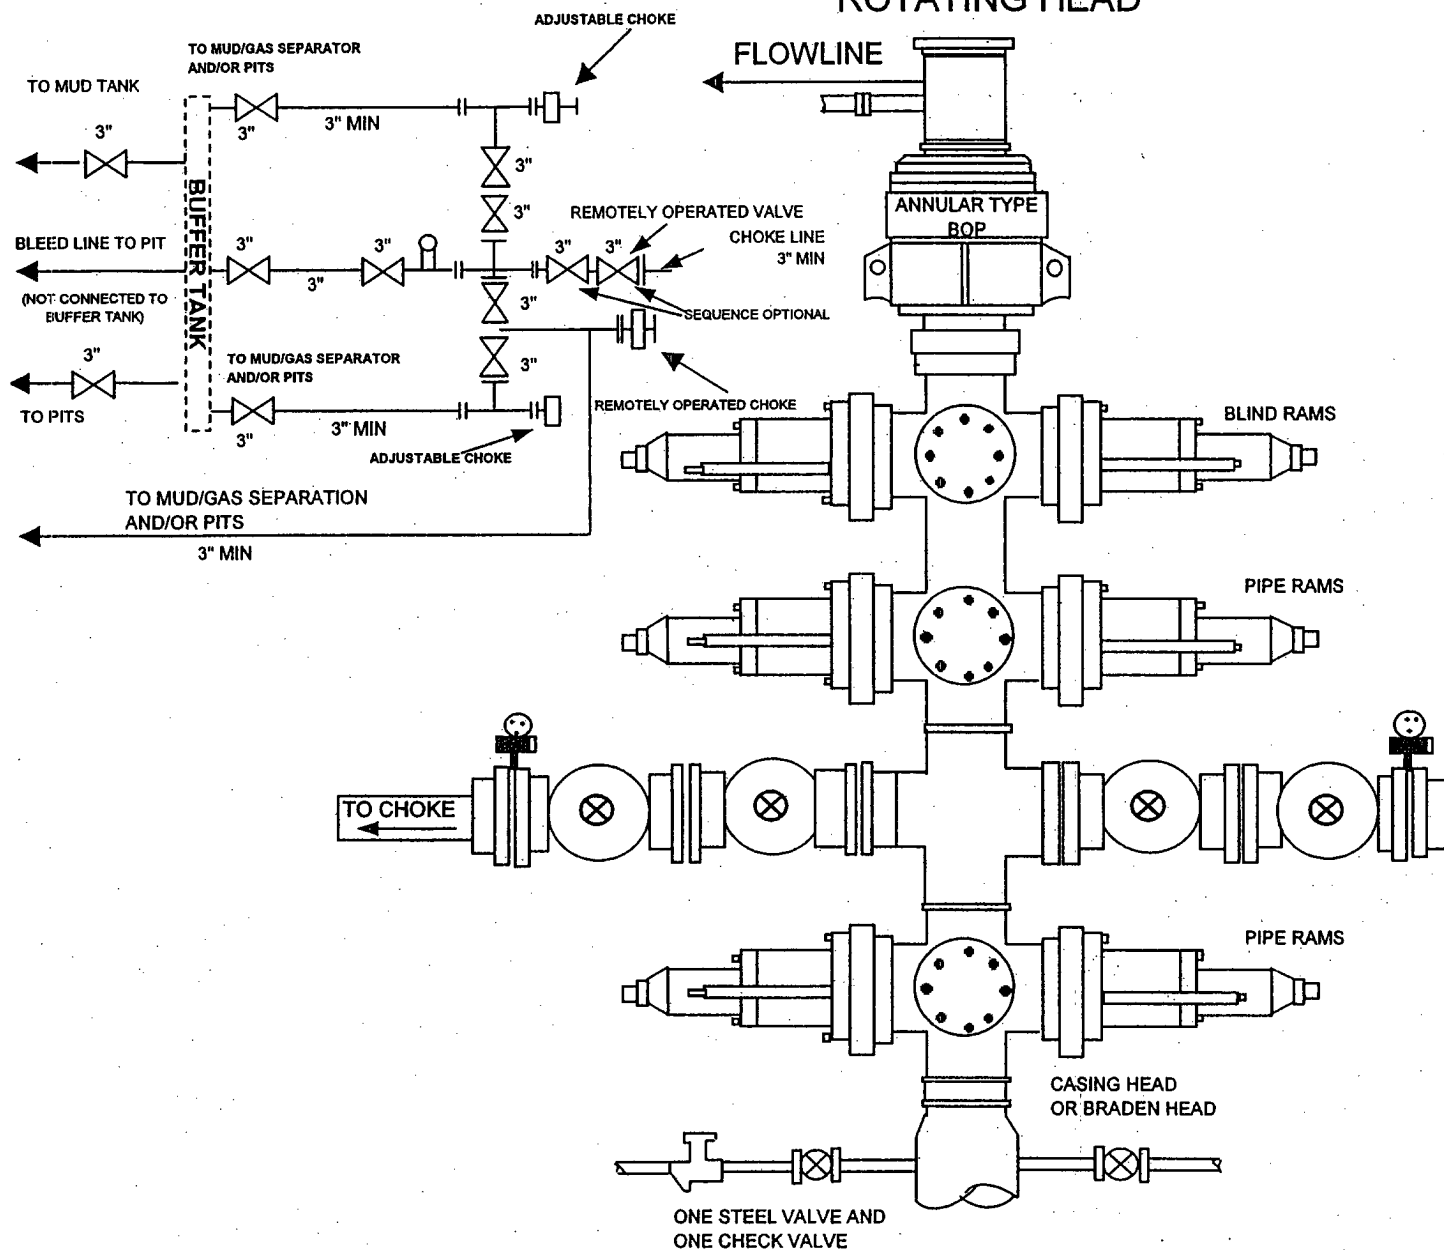 ROTATING HEAD
ADJUSTABLE CHOKE
TO MUD/GAS SEPARATOR
AND/OR PITS
FLOWLINE
TO MUD TANK
3"
3"
3" MIN
3"
3"
BUFFER TANK
ANNULAR TYPE
BOP
REMOTELY OPERATED VALVE
CHOKE LINE
3" MIN
BLEED LINE TO PIT
3"
3"
3"
3"
3"
(NOT CONNECTED TO
BUFFER TANK)
3"
SEQUENCE OPTIONAL
3"
TO MUD/GAS SEPARATOR
AND/OR PITS
3"
TO PITS
3"
3" MIN
REMOTELY OPERATED CHOKE
ADJUSTABLE CHOKE
BLIND RAMS
TO MUD/GAS SEPARATION
AND/OR PITS
3" MIN
PIPE RAMS
TO CHOKE
PIPE RAMS
CASING HEAD
OR BRADEN HEAD
ONE STEEL VALVE AND
ONE CHECK VALVE